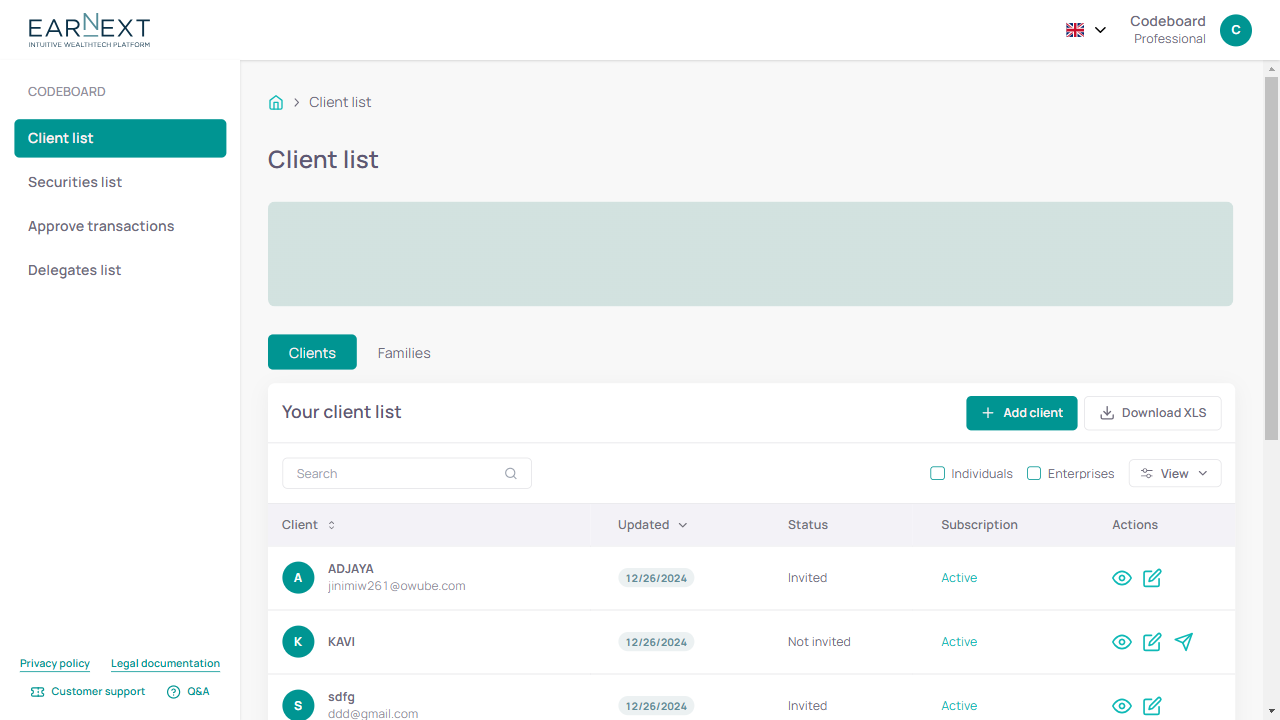 EARNEXT
INTUITIVE WEALTHTECH PLATFORM
Codeboard
Professional
C
CODEBOARD
Client list
Securities list
Approve transactions
Delegates list
Privacy policy
Legal documentation
Customer support
Q&A
Client list
Client list
Clients
Families
Your client list
Add client
Download XLS
Search
Individuals
Enterprises
View
Client
Updated
Status
Subscription
Actions
A
ADJAYA
jinimiw261@owube.com
12/26/2024
Invited
Active
K
KAVI
12/26/2024
Not invited
Active
S
sdfg
ddd@gmail.com
12/26/2024
Invited
Active